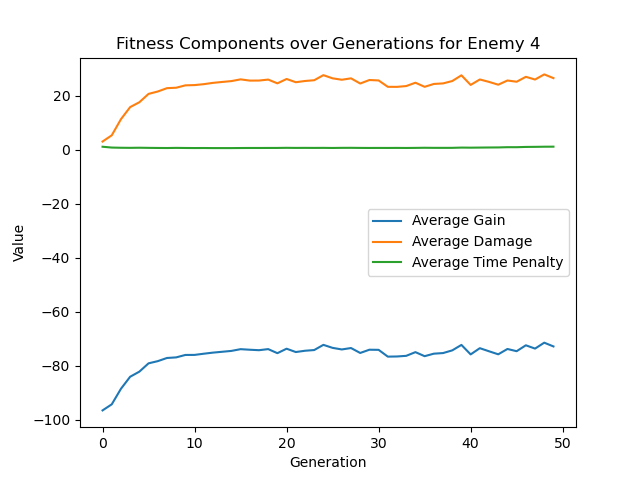 Fitness Components over Generations for Enemy 4
20
0
−20
−40
−60
−80
−100
Value
Average Gain
Average Damage
Average Time Penalty
0 10 20 30 40 50
Generation